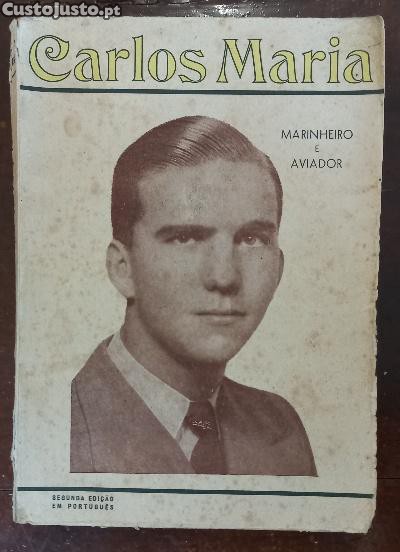 Custojusto.pt
Carlos Maria
MARINHEIRO
E
AVIADOR
SEGUNDA EDIÇÃO
EM PORTUGUÊS